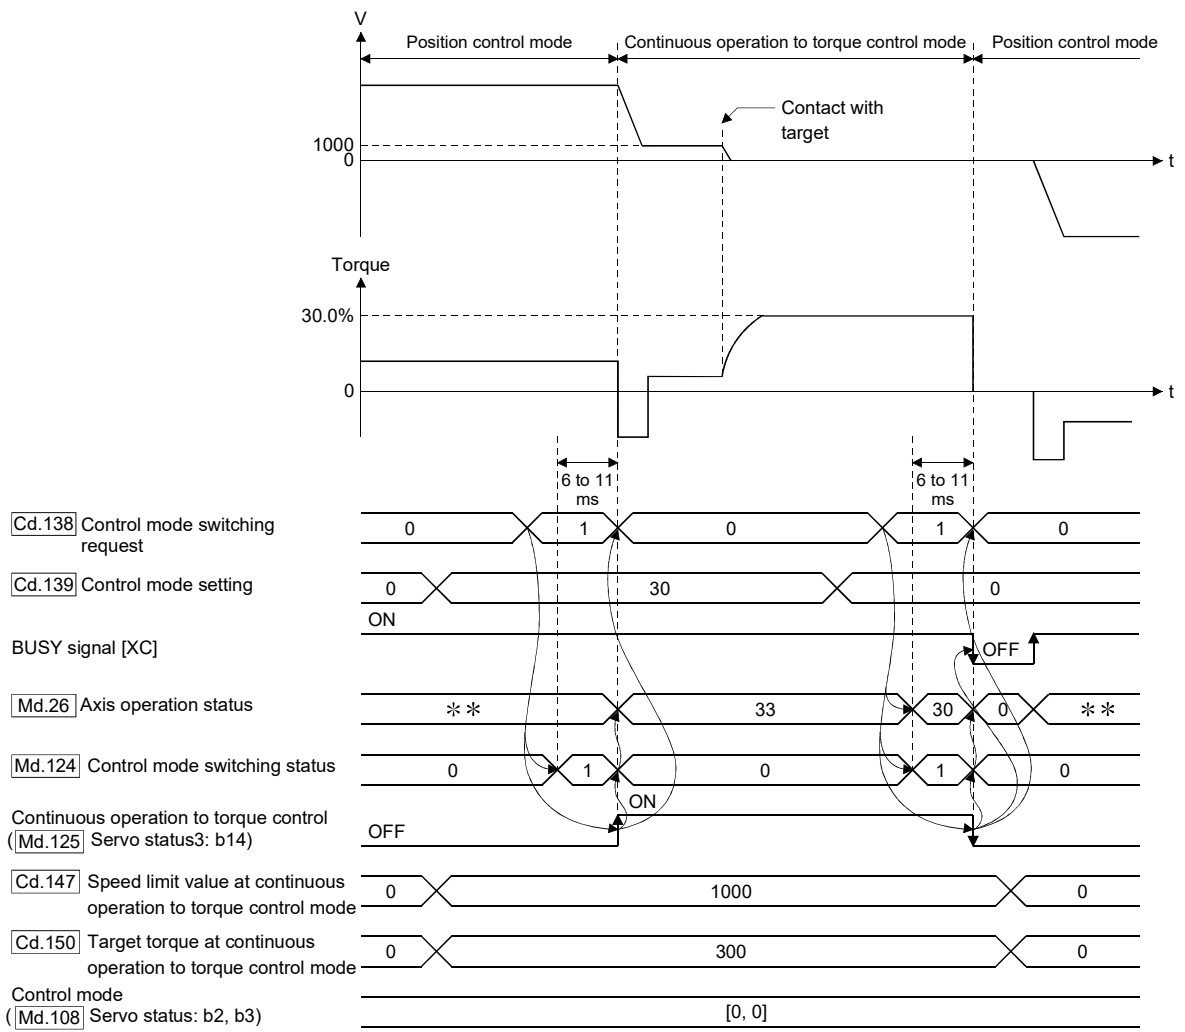 V
Position control mode
Continuous operation to torque control mode
Position control mode
Contact with
target
1000
0
t
Torque
30.0%
0
t
6 to 11
ms
6 to 11
ms
Cd.138 Control mode switching
request
0
1
0
1
0
Cd.139 Control mode setting
0
30
0
ON
BUSY signal [XC]
OFF
Md.26 Axis operation status
**
33
30
0
**
Md.124 Control mode switching status
0
1
0
1
0
Continuous operation to torque control
(Md.125 Servo status3: b14)
OFF
ON
Cd.147 Speed limit value at continuous
operation to torque control mode
0
1000
0
Cd.150 Target torque at continuous
operation to torque control mode
0
300
0
Control mode
(Md.108 Servo status: b2, b3)
[0, 0]